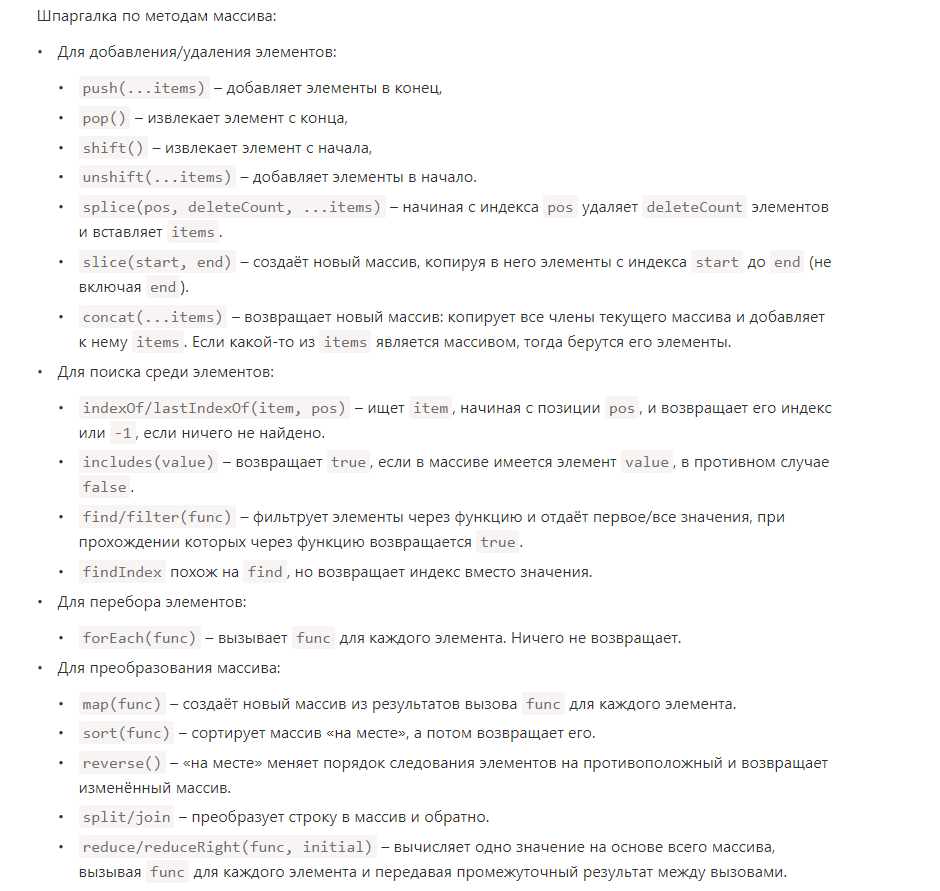 Шпаргалка по методам массива:
• Для добавления/удаления элементов:
• push(...items) – добавляет элементы в конец,
• pop() – извлекает элемент с конца,
• shift() – извлекает элемент с начала,
• unshift(...items) – добавляет элементы в начало.
• splice(pos, deleteCount, ...items) – начиная с индекса pos удаляет deleteCount элементов
и вставляет items.
• slice(start, end) – создаёт новый массив, копируя в него элементы с индекса start до end (не
включая end).
• concat(...items) – возвращает новый массив: копирует все члены текущего массива и добавляет
к нему items. Если какой-то из items является массивом, тогда берутся его элементы.
• Для поиска среди элементов:
• indexOf/lastIndexOf(item, pos) – ищет item, начиная с позиции pos, и возвращает его индекс
или -1, если ничего не найдено.
• includes(value) – возвращает true, если в массиве имеется элемент value, в противном случае
false.
• find/filter(func) – фильтрует элементы через функцию и отдаёт первое/все значения, при
прохождении которых через функцию возвращается true.
• findIndex похож на find, но возвращает индекс вместо значения.
• Для перебора элементов:
• forEach(func) – вызывает func для каждого элемента. Ничего не возвращает.
• Для преобразования массива:
• map(func) – создаёт новый массив из результатов вызова func для каждого элемента.
• sort(func) – сортирует массив «на месте», а потом возвращает его.
• reverse() – «на месте» меняет порядок следования элементов на противоположный и возвращает
изменённый массив.
• split/join – преобразует строку в массив и обратно.
• reduce/reduceRight(func, initial) – вычисляет одно значение на основе всего массива,
вызывая func для каждого элемента и передавая промежуточный результат между вызовами.